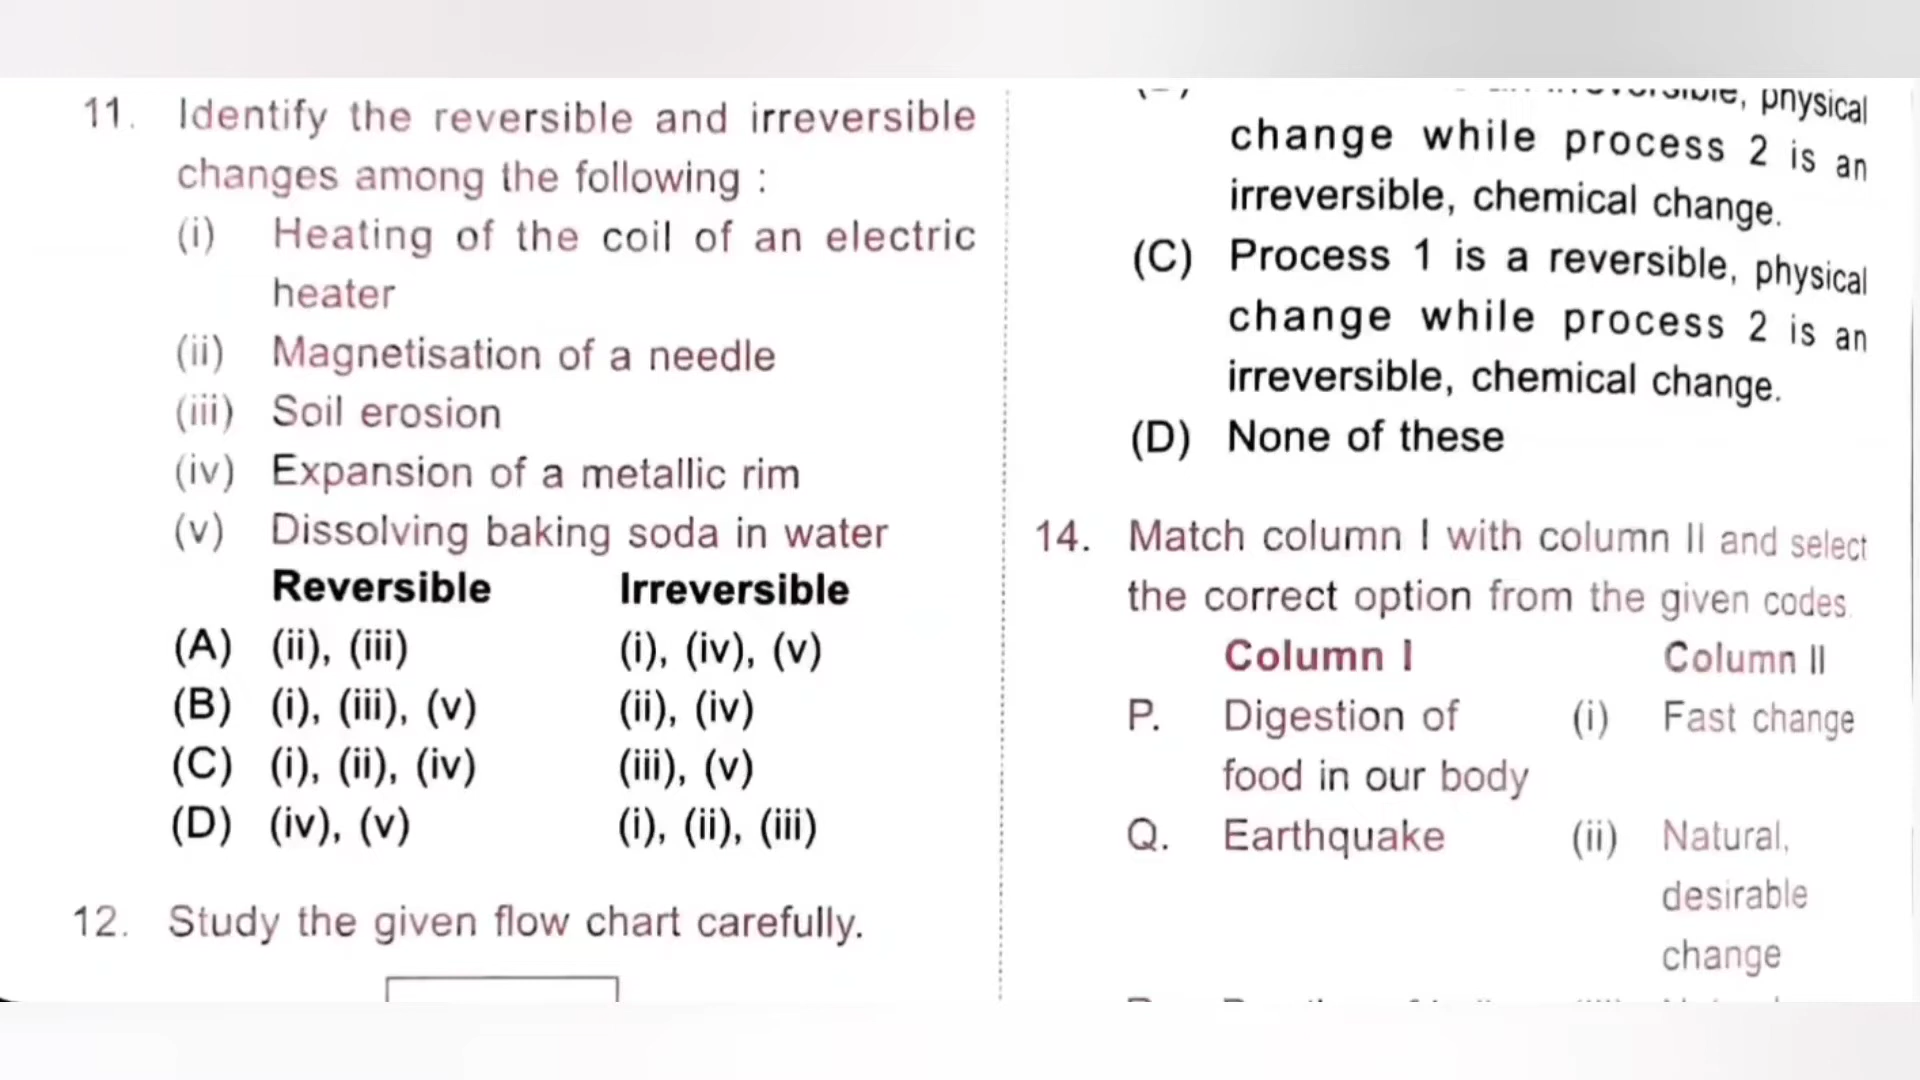 11. Identify the reversible and irreversible
changes among the following :
(i) Heating of the coil of an electric
heater
(ii) Magnetisation of a needle
(iii) Soil erosion
(iv) Expansion of a metallic rim
(v) Dissolving baking soda in water
Reversible Irreversible
(A) (ii), (iii) (i), (iv), (v)
(B) (i), (iii), (v) (ii), (iv)
(C) (i), (ii), (iv) (iii), (v)
(D) (iv), (v) (i), (ii), (iii)
12. Study the given flow chart carefully.
physical
change while process 2 is an
irreversible, chemical change.
(C) Process 1 is a reversible, physical
change while process 2 is an
irreversible, chemical change.
(D) None of these
14. Match column I with column II and select
the correct option from the given codes.
Column I Column II
P. Digestion of (i) Fast change
food in our body
Q. Earthquake (ii) Natural,
desirable
change